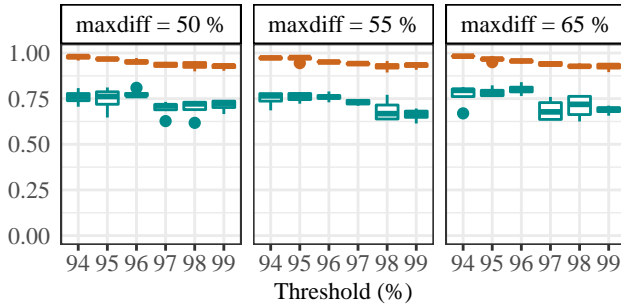 maxdiff = 50 %
maxdiff = 55 %
maxdiff = 65 %
1.00
0.75
0.50
0.25
0.00
94 95 96 97 98 99
94 95 96 97 98 99
94 95 96 97 98 99
Threshold (%)